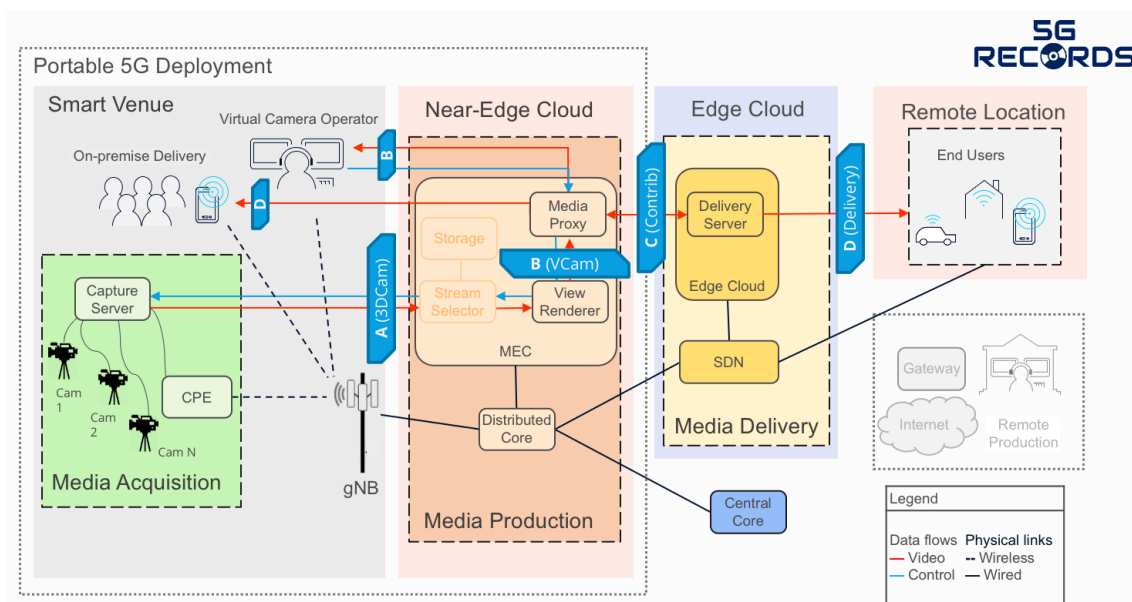 5G
RECORDS
Portable 5G Deployment
Smart Venue
Near-Edge Cloud
Edge Cloud
Remote Location
Virtual Camera Operator
On-premise Delivery
End Users
B
D
Media
Proxy
C (Contrib)
Delivery
Server
D (Delivery)
Storage
B (VCam)
Capture
Server
A (3DCam)
Stream
Selector
View
Renderer
Edge Cloud
MEC
SDN
Gateway
Cam
1
Cam
2
Cam N
CPE
Distributed
Core
Internet
Remote
Production
Media Acquisition
gNB
Media Production
Media Delivery
Central
Core
Legend
Data flows
Physical links
Video
Wireless
Control
Wired